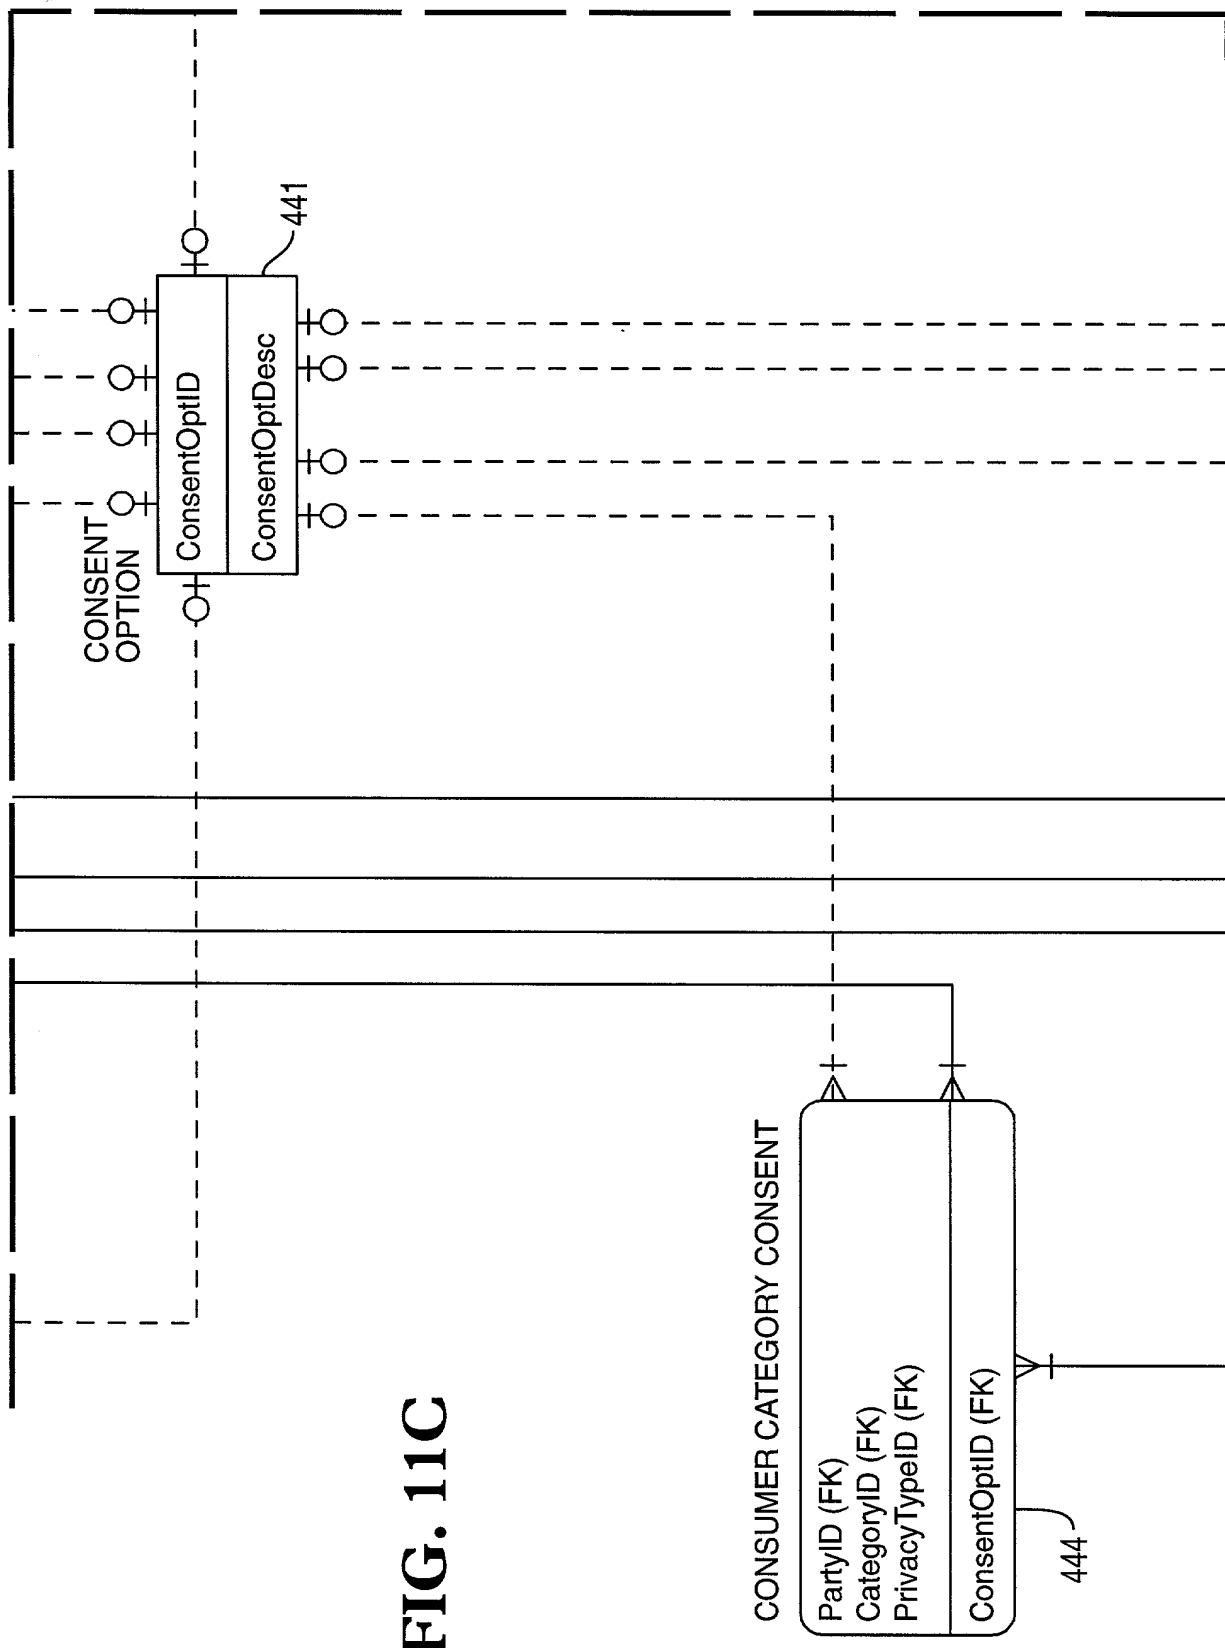 CONSENT
OPTION
ConsentOptID
ConsentOptDesc
441
CONSUMER CATEGORY CONSENT
PartyID (FK)
CategoryID (FK)
PrivacyTypeID (FK)
ConsentOptID (FK)
444
FIG. 11C